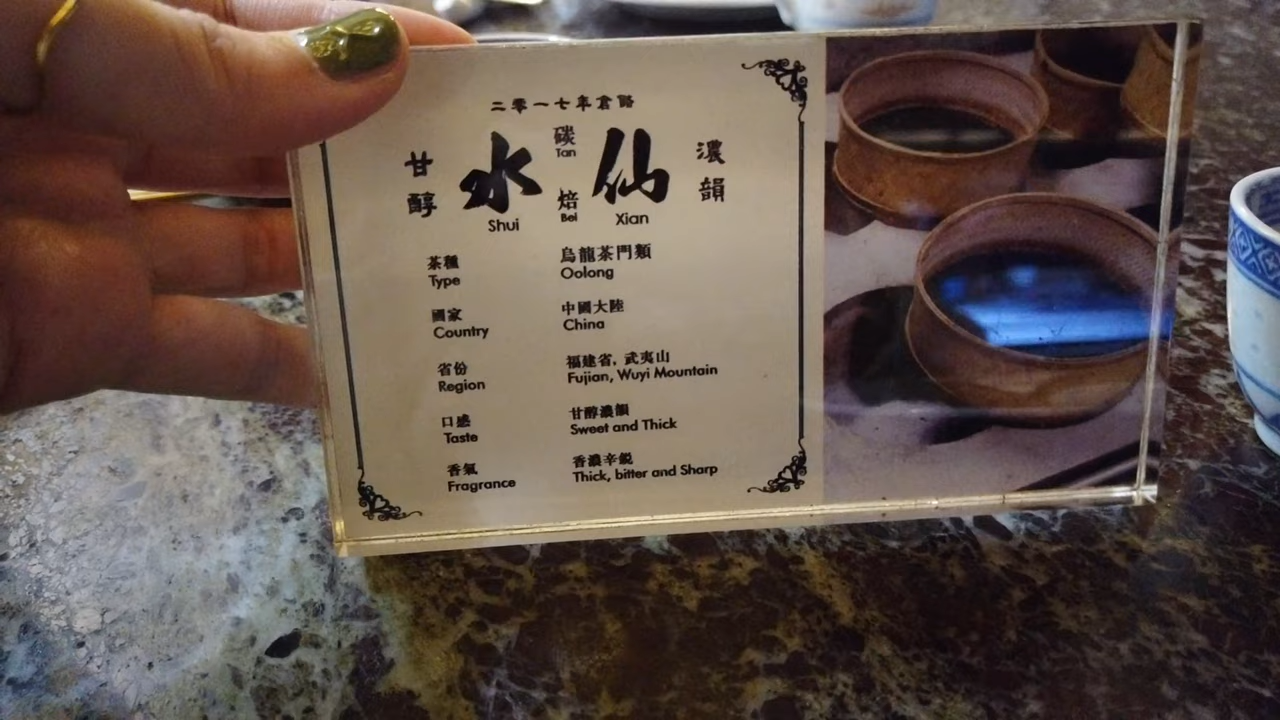 二零一七年倉儲
甘醇
水仙
Shui Xian
碳焙
Tan Bei
濃韻
茶種 烏龍茶門類
Type Oolong
國家 中國大陸
Country China
省份 福建省, 武夷山
Region Fujian, Wuyi Mountain
口感 甘醇濃韻
Taste Sweet and Thick
香氣 香濃辛銳
Fragrance Thick, bitter and Sharp